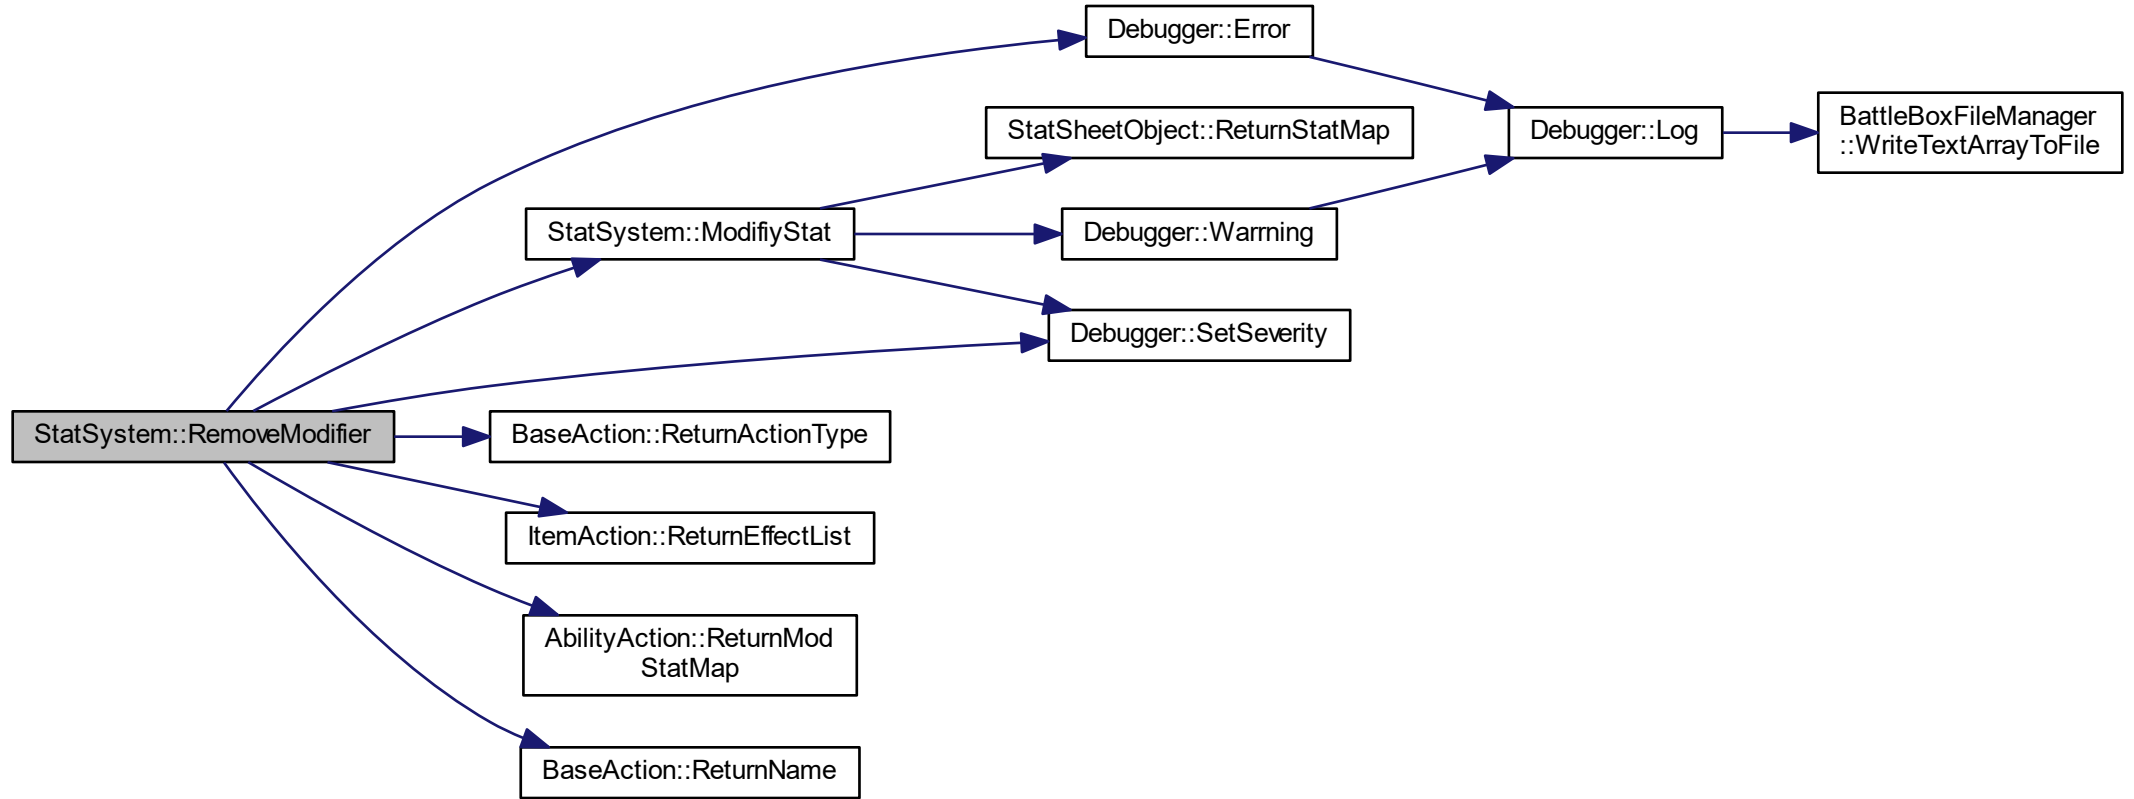 Debugger::Error
StatSheetObject::ReturnStatMap
Debugger::Log
BattleBoxFileManager
::WriteTextArrayToFile
StatSystem::ModifiyStat
Debugger::Warrning
Debugger::SetSeverity
StatSystem::RemoveModifier
BaseAction::ReturnActionType
ItemAction::ReturnEffectList
AbilityAction::ReturnMod
StatMap
BaseAction::ReturnName